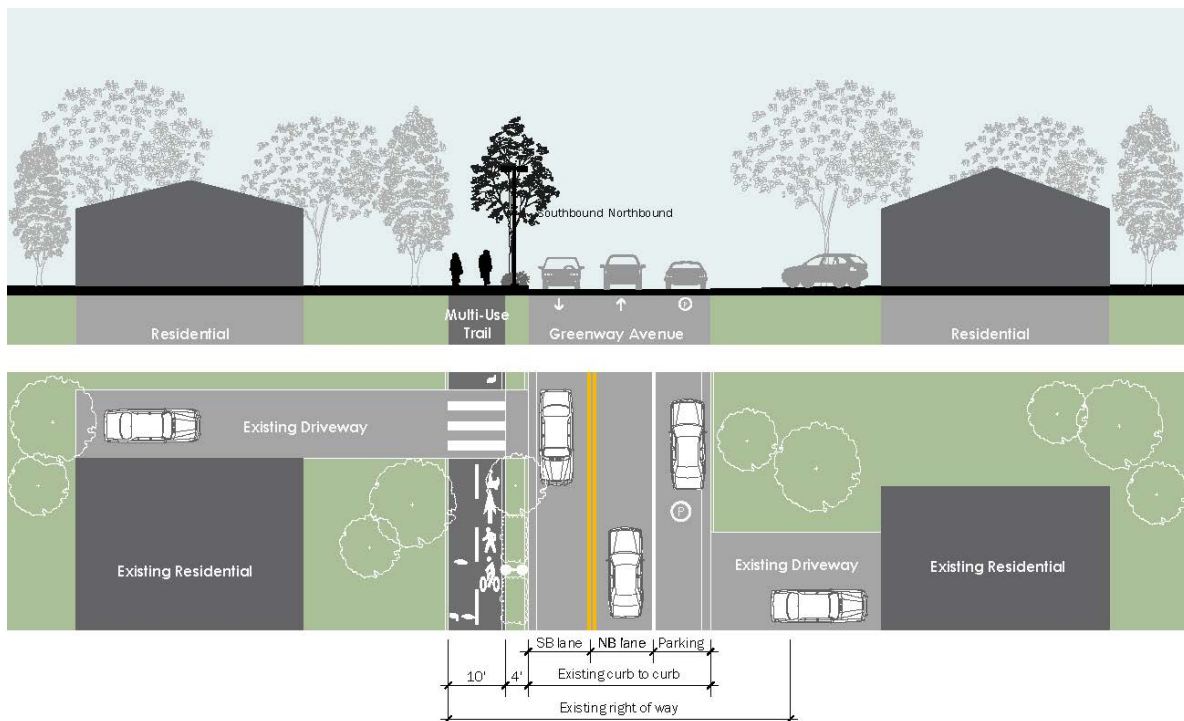 Southbound Northbound
P
Residential
Multi-Use
Trail
Greenway Avenue
Residential
Existing Driveway
P
Existing Residential
Existing Driveway
Existing Residential
SB lane
NB lane
Parking
10'
4'
Existing curb to curb
Existing right of way